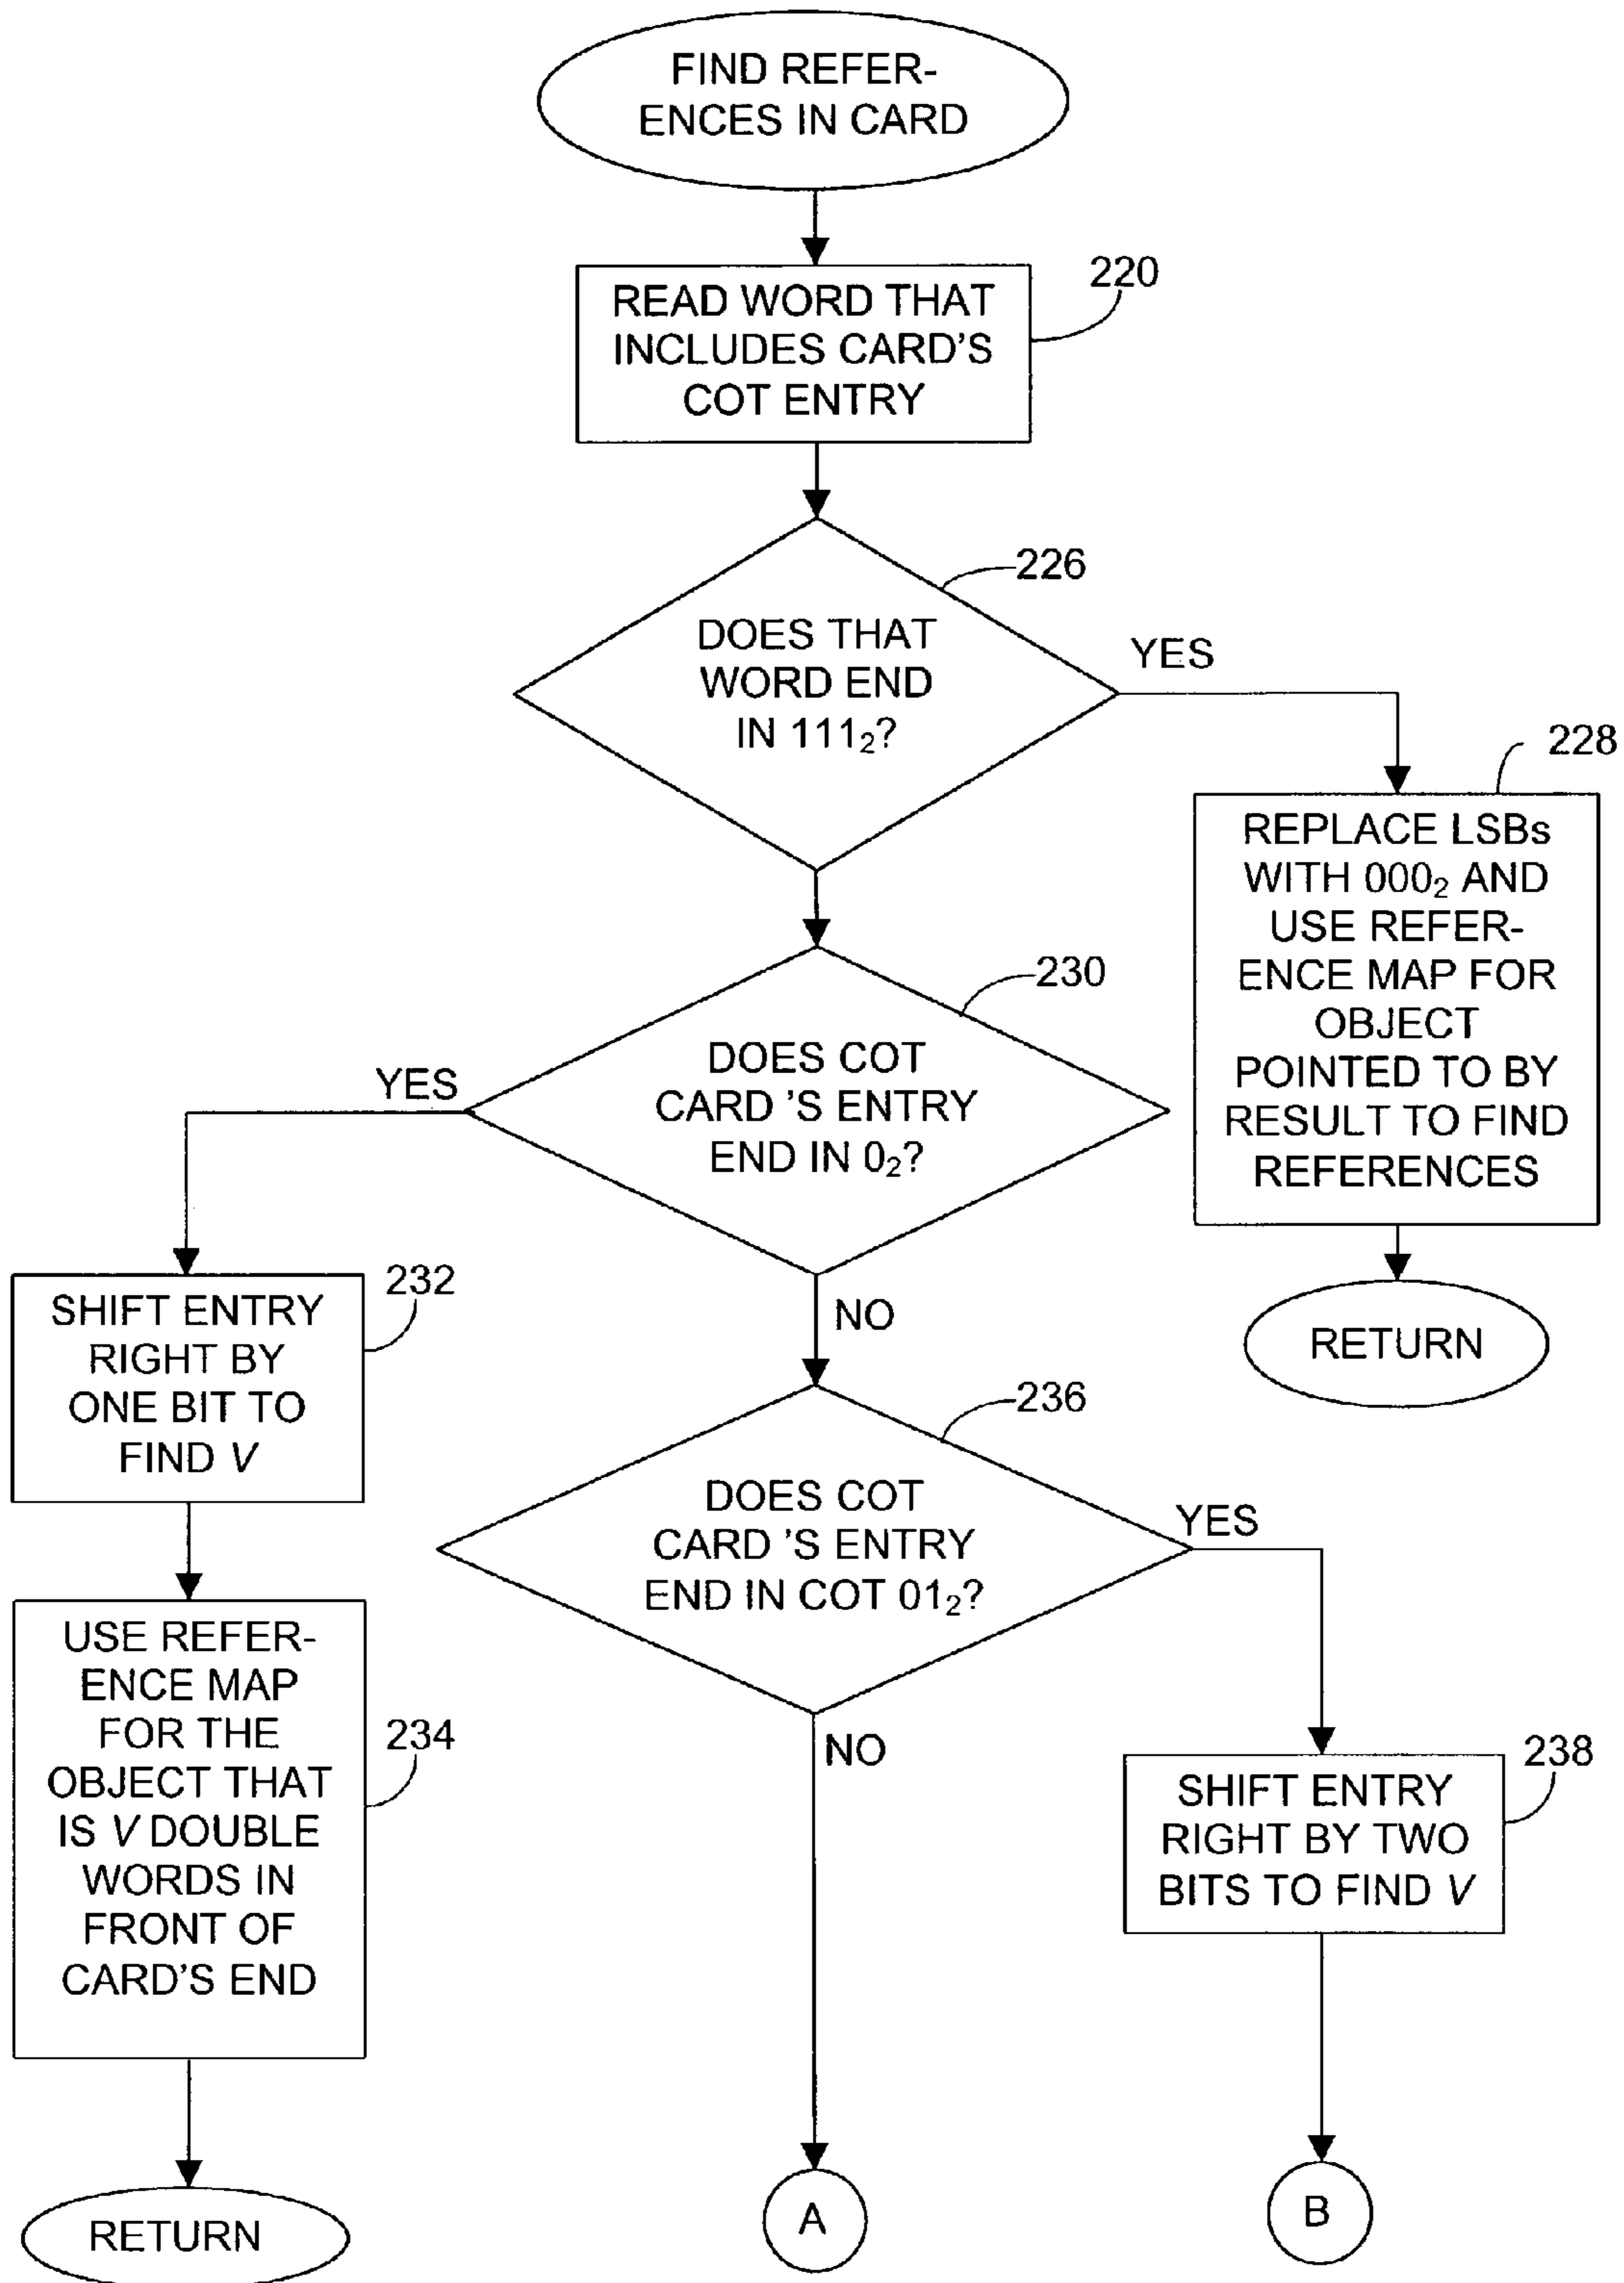 FIND REFER-
ENCES IN CARD
220
READ WORD THAT
INCLUDES CARD'S
COT ENTRY
226
DOES THAT
WORD END
IN 111₂?
YES
228
REPLACE LSBs
WITH 000₂ AND
USE REFER-
ENCE MAP FOR
OBJECT
POINTED TO BY
RESULT TO FIND
REFERENCES
RETURN
230
DOES COT
CARD 'S ENTRY
END IN 0₂?
YES
NO
232
SHIFT ENTRY
RIGHT BY
ONE BIT TO
FIND V
234
USE REFER-
ENCE MAP
FOR THE
OBJECT THAT
IS V DOUBLE
WORDS IN
FRONT OF
CARD'S END
RETURN
236
DOES COT
CARD 'S ENTRY
END IN COT 01₂?
YES
NO
238
SHIFT ENTRY
RIGHT BY TWO
BITS TO FIND V
A
B